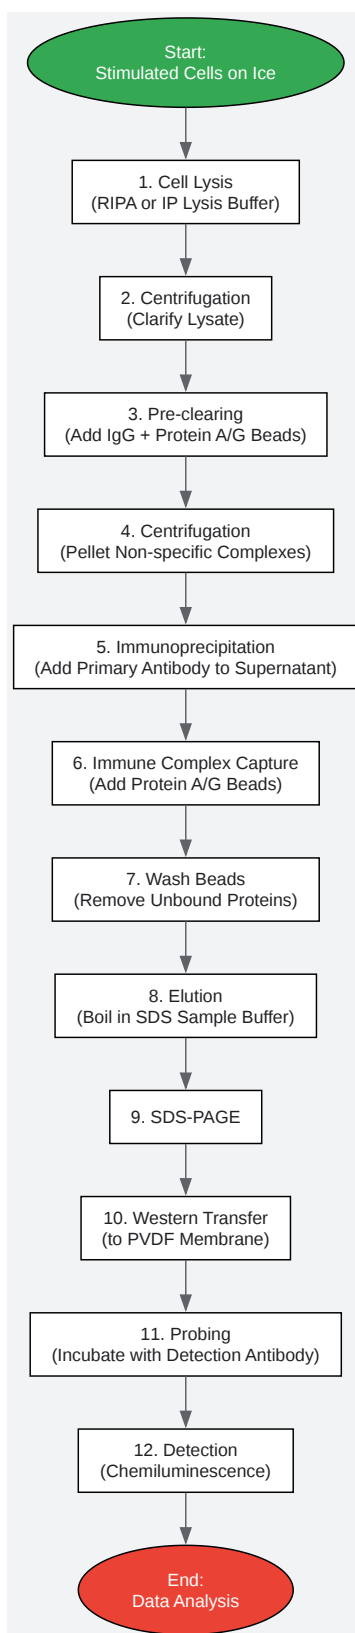 Start:
Stimulated Cells on Ice
1. Cell Lysis
(RIPA or IP Lysis Buffer)
2. Centrifugation
(Clarify Lysate)
3. Pre-clearing
(Add IgG + Protein A/G Beads)
4. Centrifugation
(Pellet Non-specific Complexes)
5. Immunoprecipitation
(Add Primary Antibody to Supernatant)
6. Immune Complex Capture
(Add Protein A/G Beads)
7. Wash Beads
(Remove Unbound Proteins)
8. Elution
(Boil in SDS Sample Buffer)
9. SDS-PAGE
10. Western Transfer
(to PVDF Membrane)
11. Probing
(Incubate with Detection Antibody)
12. Detection
(Chemiluminescence)
End:
Data Analysis